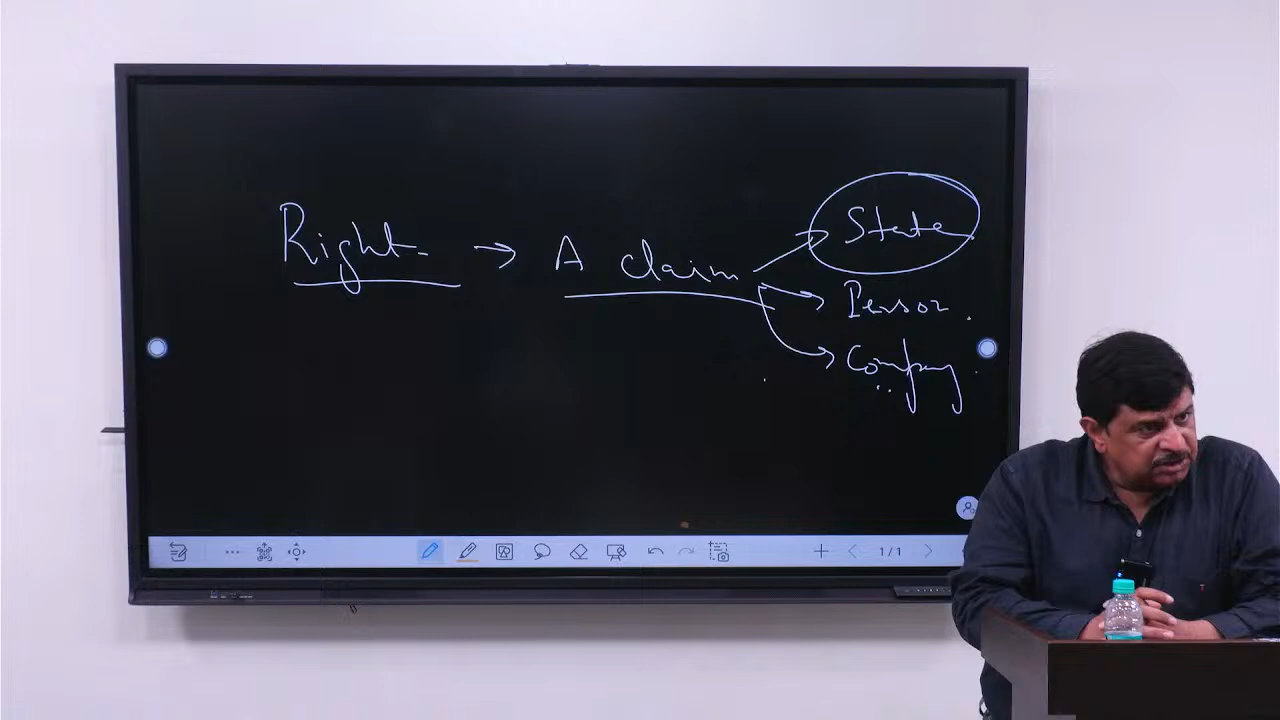 Right → A claim → State
→ Person
→ Company
1/1